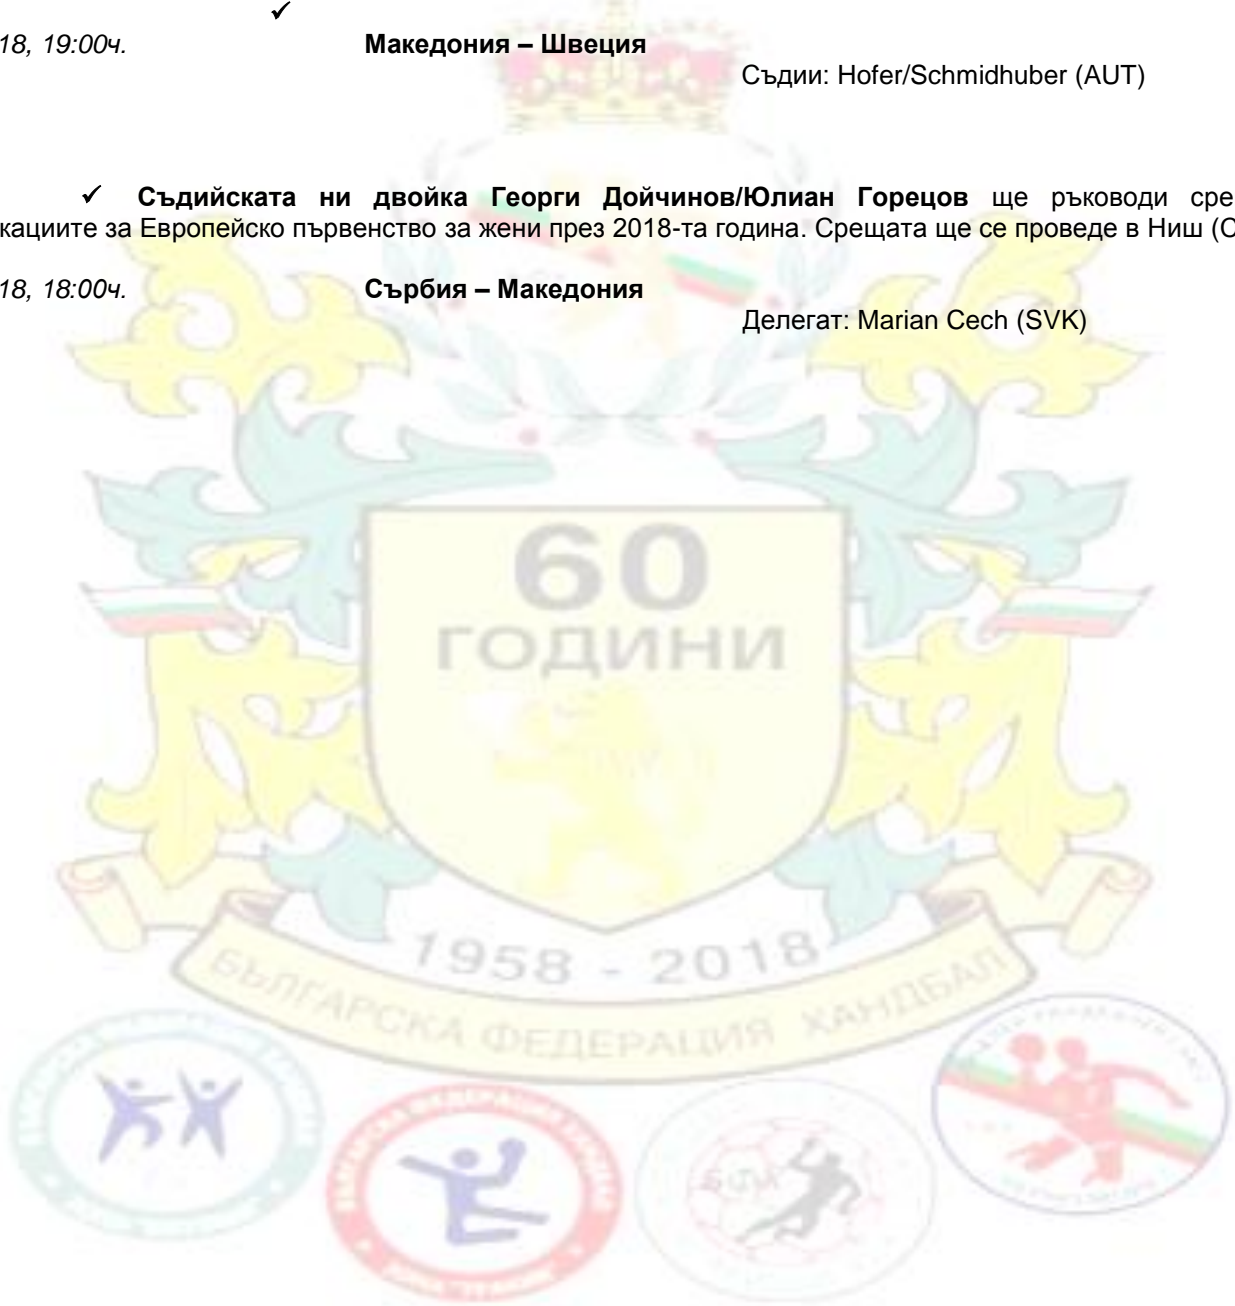 18, 19:00ч. Македония – Швеция
Съдии: Hofer/Schmidhuber (AUT)
Съдийската ни двойка Георги Дойчинов/Юлиан Горецов ще ръководи сре
кациите за Европейско първенство за жени през 2018-та година. Срещата ще се проведе в Ниш (С
18, 18:00ч. Сърбия – Македония
Делегат: Marian Cech (SVK)
60
ГОДИНИ
1958 - 2018
БЪЛГАРСКА ФЕДЕРАЦИЯ ХАНДБАЛ